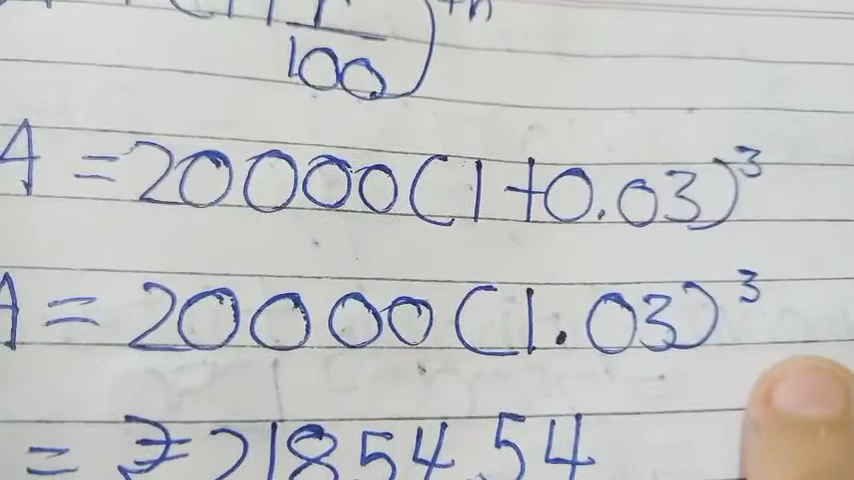 100 ) + n
A = 20000(1+0.03)³
A = 20000(1.03)³
= 21854.54